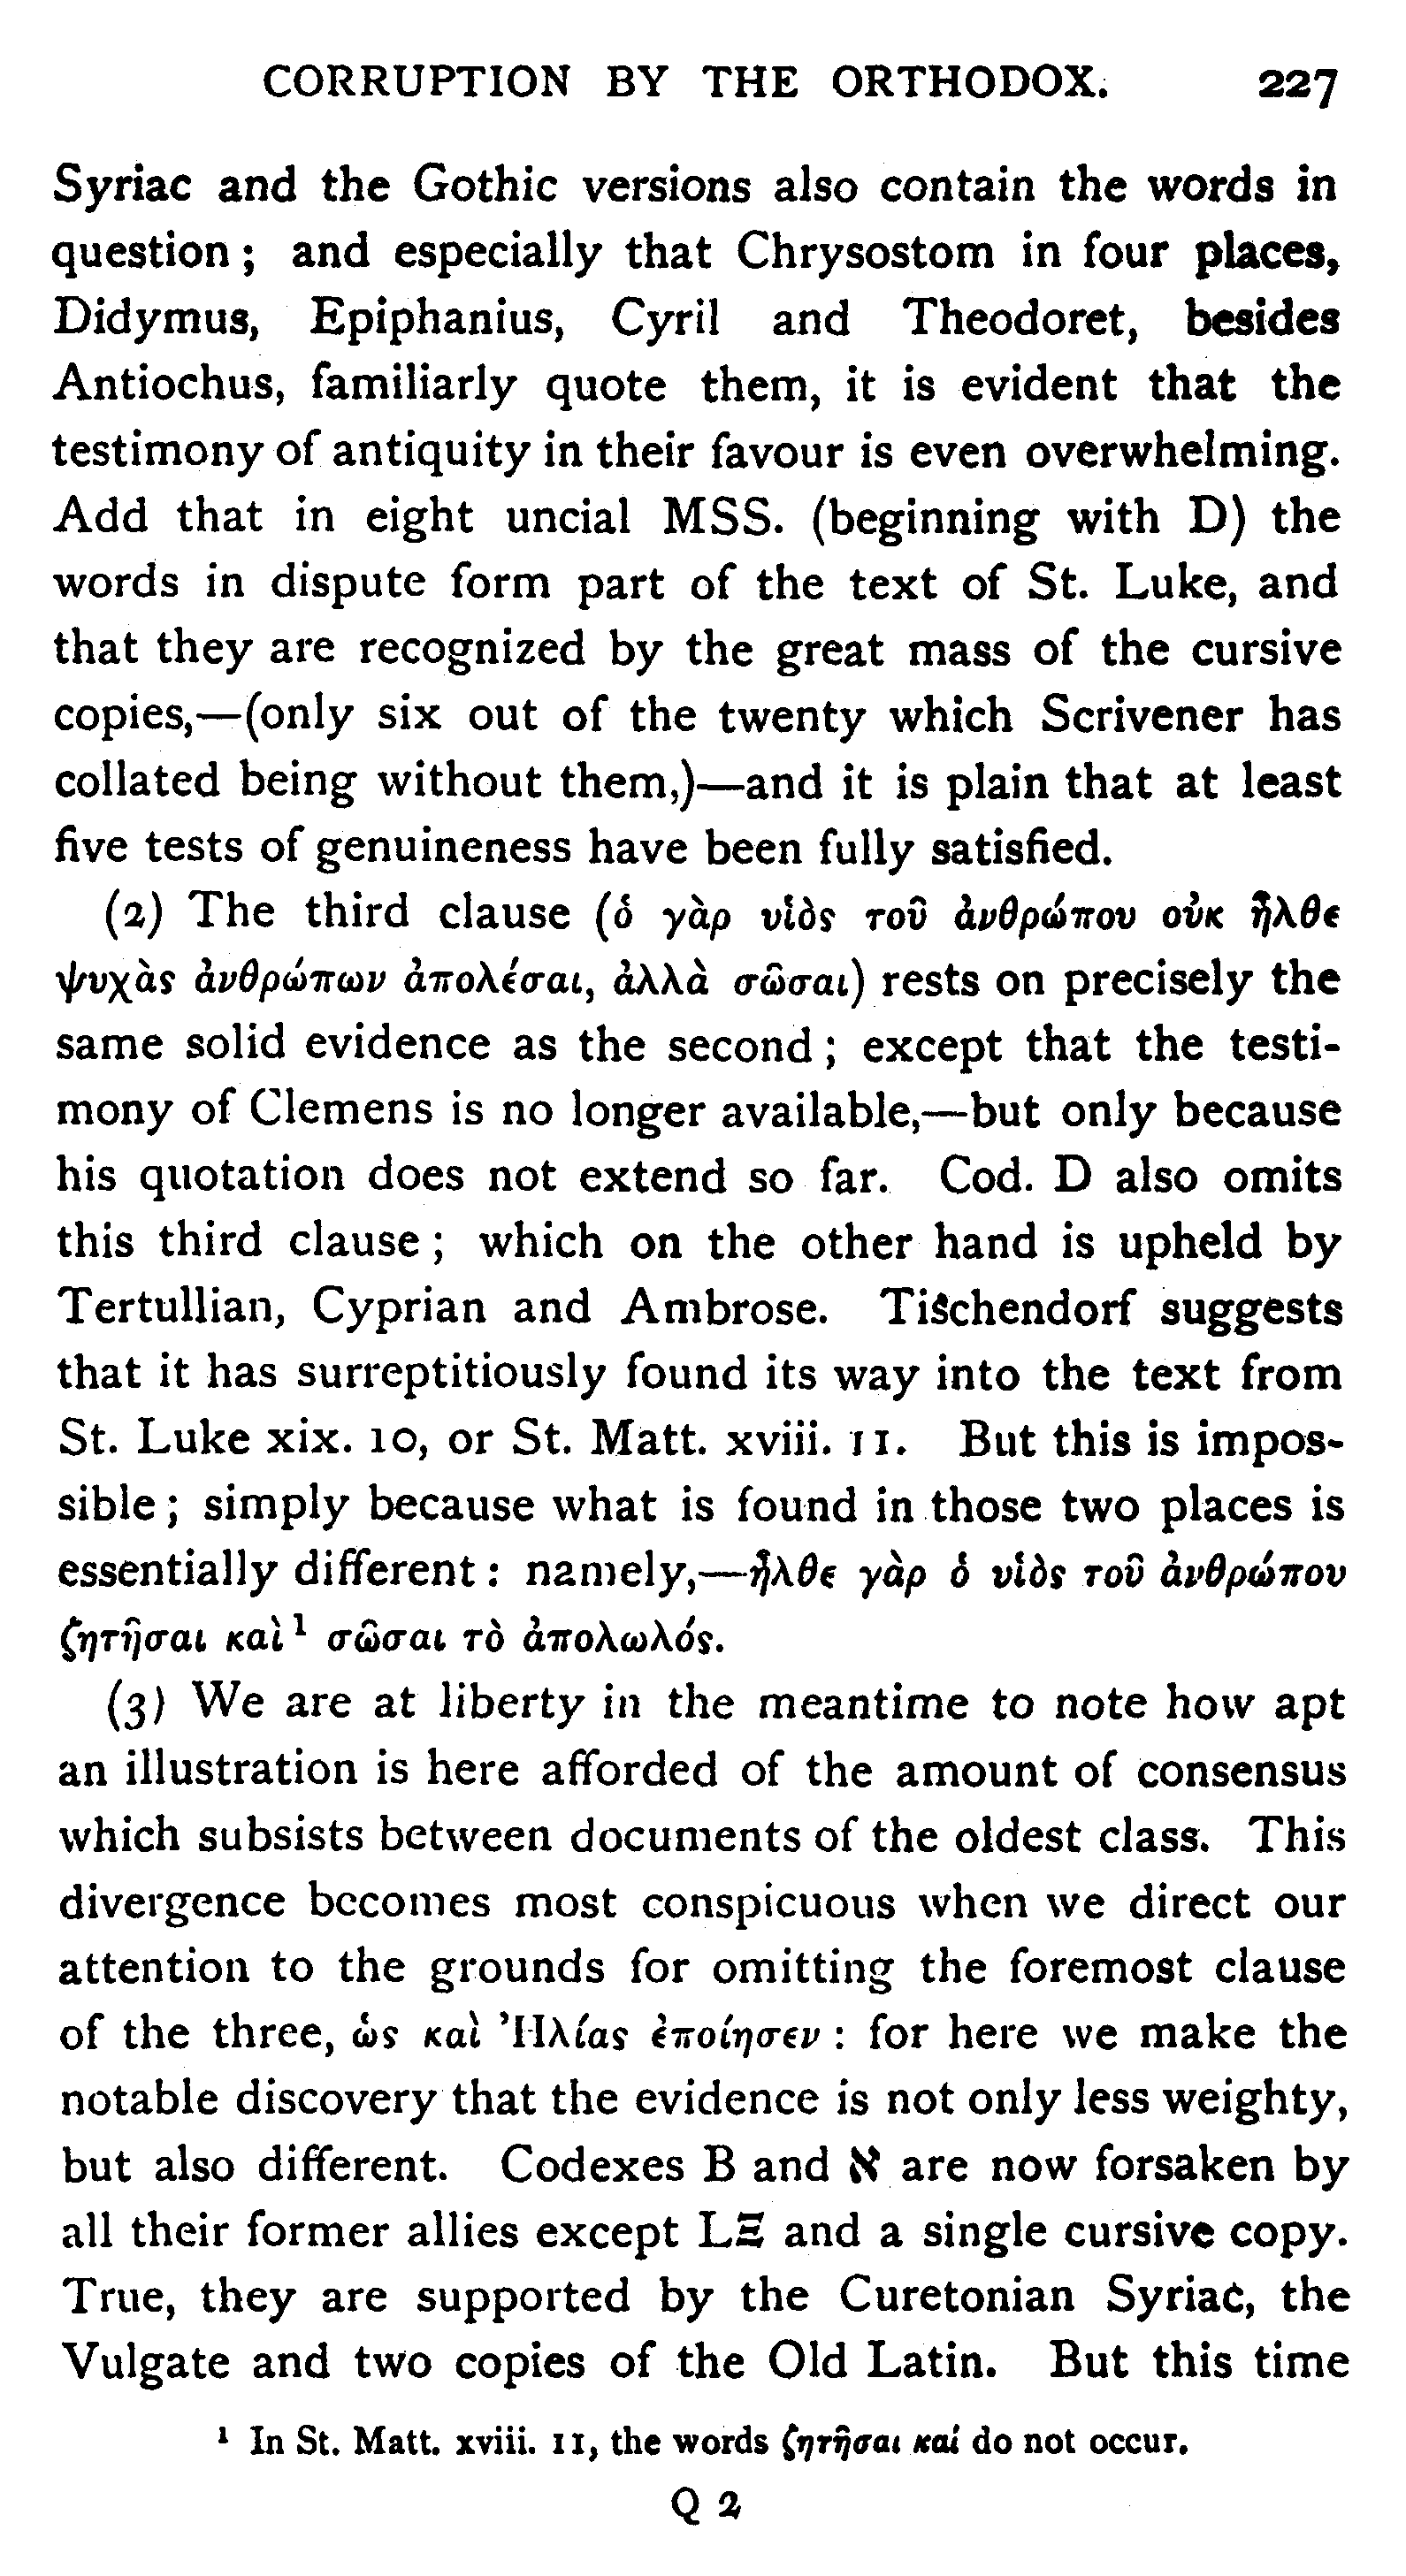 CORRUPTION BY THE ORTHODOX. 227
Syriac and the Gothic versions also contain the words in
question ; and especially that Chrysostom in four places,
Didymus, Epiphanius, Cyril and Theodoret, besides
Antiochus, familiarly quote them, it is evident that the
testimony of antiquity in their favour is even overwhelming.
Add that in eight uncial MSS. (beginning with D) the
words in dispute form part of the text of St. Luke, and
that they are recognized by the great mass of the cursive
copies,—(only six out of the twenty which Scrivener has
collated being without them,)—and it is plain that at least
five tests of genuineness have been fully satisfied.
(2) The third clause (ὁ γὰρ υἱὸς τοῦ ἀνθρώπου οὐκ ἦλθε
ψυχὰς ἀνθρώπων ἀπολέσαι, ἀλλὰ σῶσαι) rests on precisely the
same solid evidence as the second ; except that the testi-
mony of Clemens is no longer available,—but only because
his quotation does not extend so far. Cod. D also omits
this third clause ; which on the other hand is upheld by
Tertullian, Cyprian and Ambrose. Tischendorf suggests
that it has surreptitiously found its way into the text from
St. Luke xix. 10, or St. Matt. xviii. 11. But this is impos-
sible ; simply because what is found in those two places is
essentially different : namely,—ἦλθε γὰρ ὁ υἱὸς τοῦ ἀνθρώπου
ζητῆσαι καὶ ¹ σῶσαι τὸ ἀπολωλός.
(3) We are at liberty in the meantime to note how apt
an illustration is here afforded of the amount of consensus
which subsists between documents of the oldest class. This
divergence becomes most conspicuous when we direct our
attention to the grounds for omitting the foremost clause
of the three, ὡς καὶ Ἠλίας ἐποίησεν : for here we make the
notable discovery that the evidence is not only less weighty,
but also different. Codexes B and א are now forsaken by
all their former allies except LΞ and a single cursive copy.
True, they are supported by the Curetonian Syriac, the
Vulgate and two copies of the Old Latin. But this time
¹ In St. Matt. xviii. 11, the words ζητῆσαι καί do not occur.
Q 2